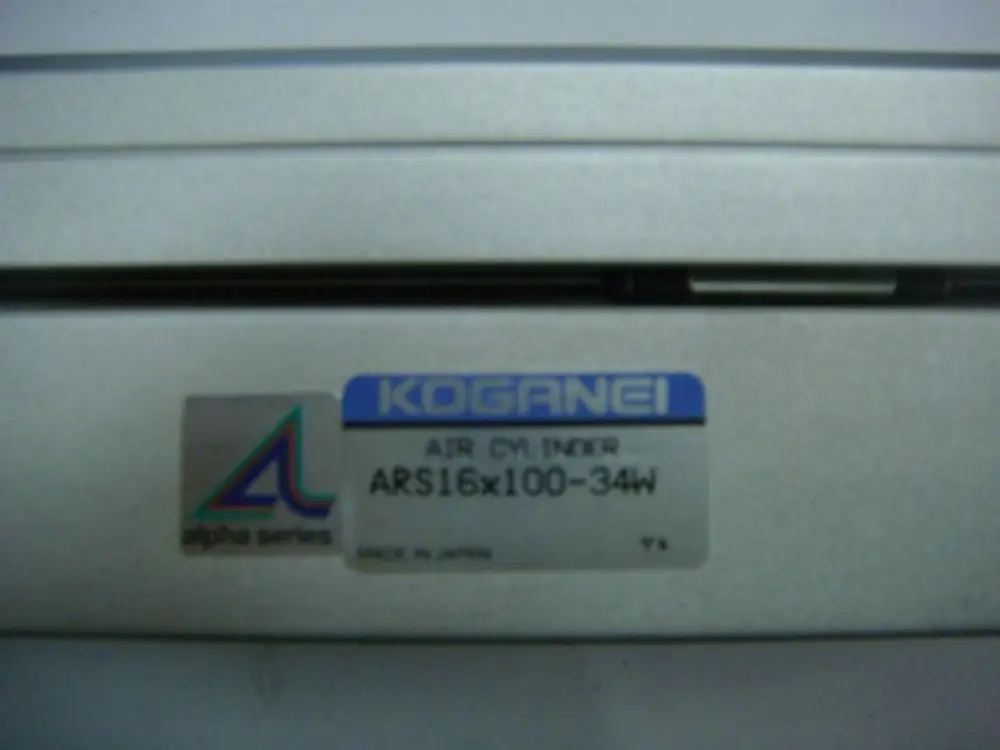 KOGANEI
AIR CYLINDER
ARS16x100-34W
alpha series
MADE IN JAPAN